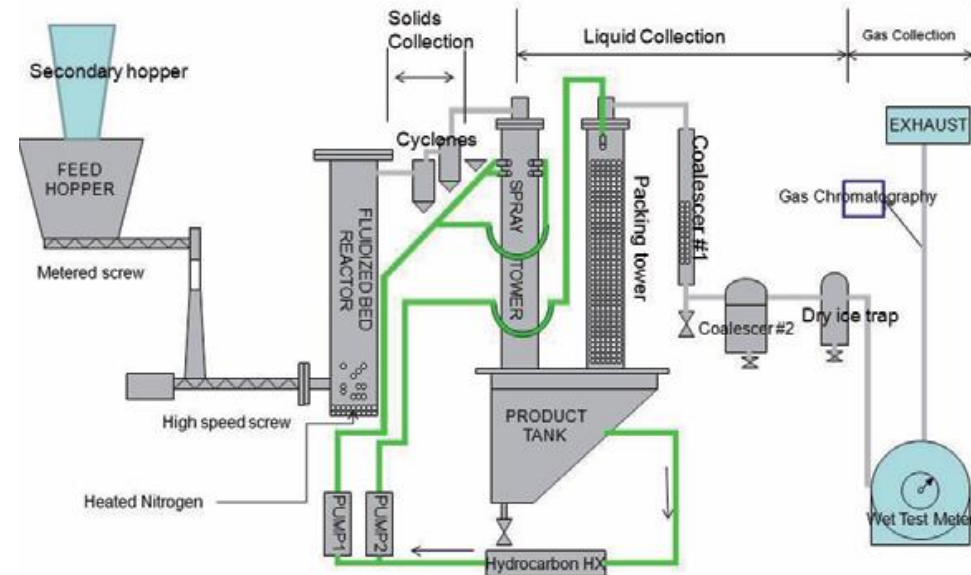 Solids
Collection
Liquid Collection
Gas Collection
Secondary hopper
FEED
HOPPER
Metered screw
High speed screw
Heated Nitrogen
FLUIDIZED BED
REACTOR
Cyclones
SPRAY
TOWER
Packing tower
Coalescer #1
Coalescer #2
Dry ice trap
EXHAUST
Gas Chromatography
Wet Test Meter
PRODUCT
TANK
PUMP1
PUMP2
Hydrocarbon HX